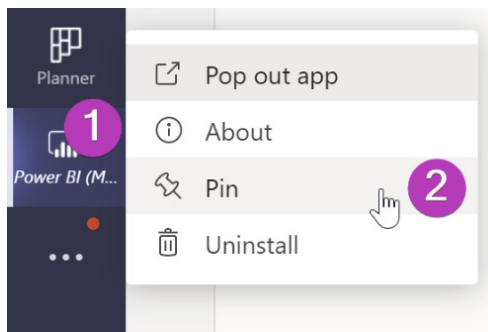 Planner
1
Power BI (M...
Pop out app
About
Pin
2
Uninstall